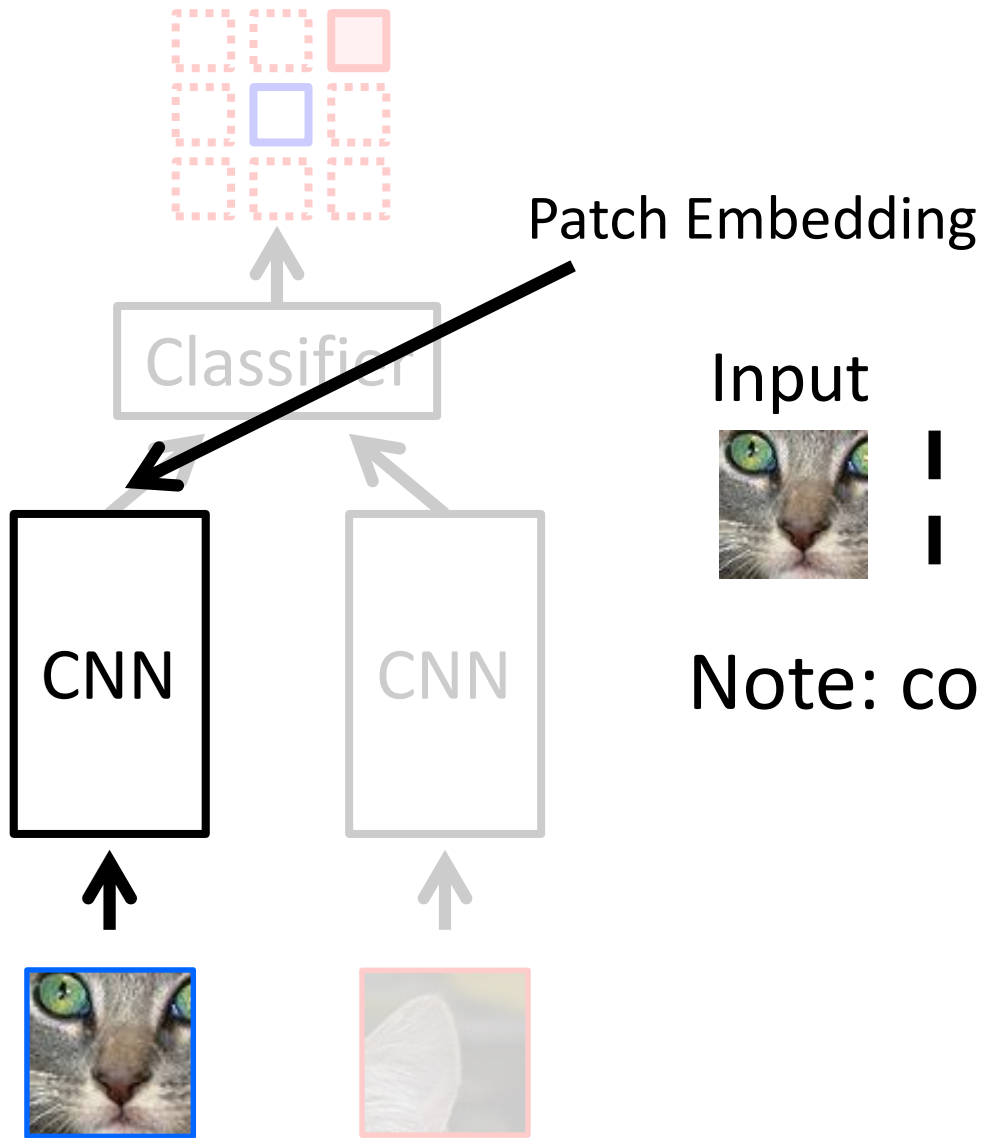 Patch Embedding
Classifier
Input
CNN
CNN
Note: co